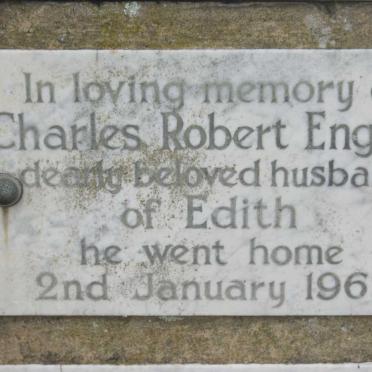 In loving memory
Charles Robert Eng
dearly beloved husba
of Edith
he went home
2nd January 196